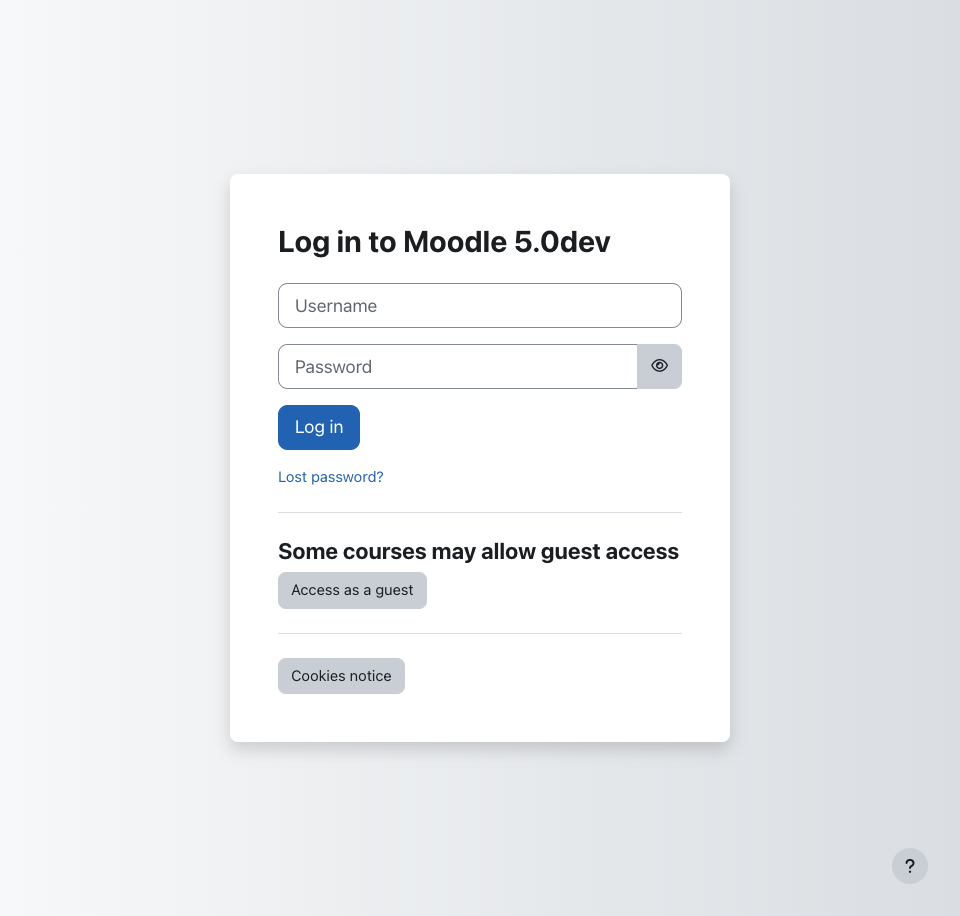 Log in to Moodle 5.0dev
Username
Password
Log in
Lost password?
Some courses may allow guest access
Access as a guest
Cookies notice
?